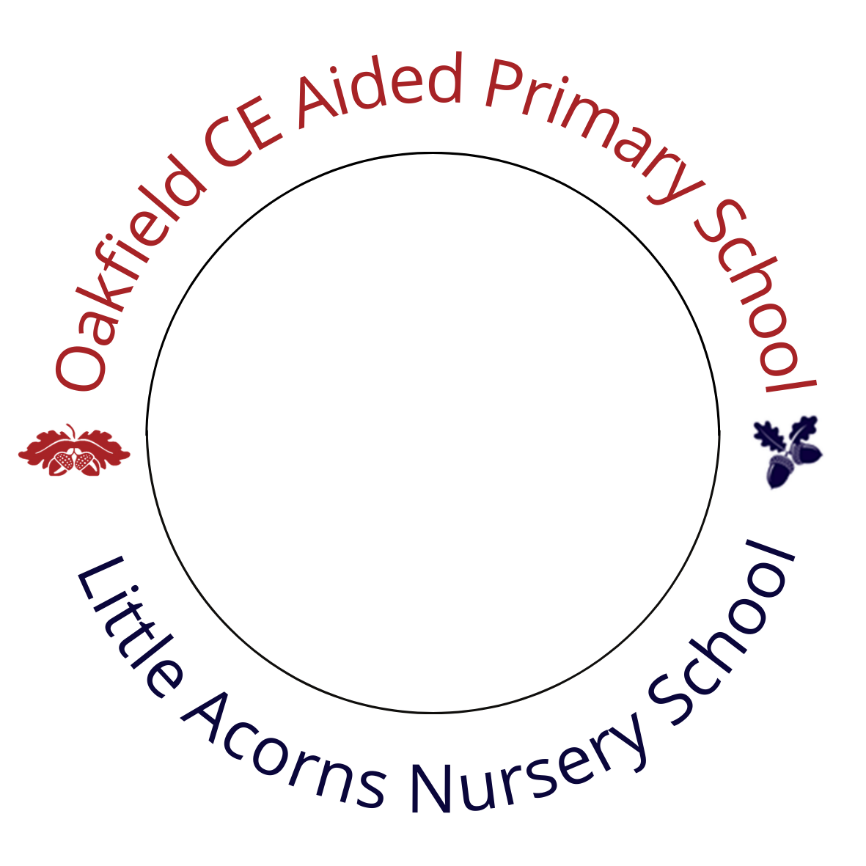 Oakfield CE Aided Primary School
Little Acorns Nursery School